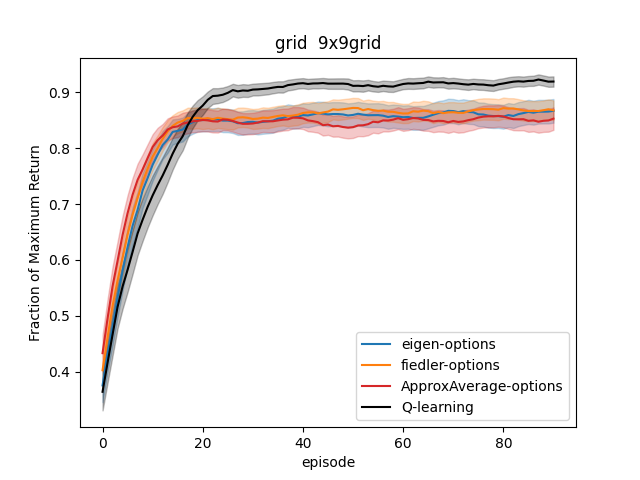 grid  9x9grid
Fraction of Maximum Return
0.9
0.8
0.7
0.6
0.5
0.4
0
20
40
60
80
episode
eigen-options
fiedler-options
ApproxAverage-options
Q-learning